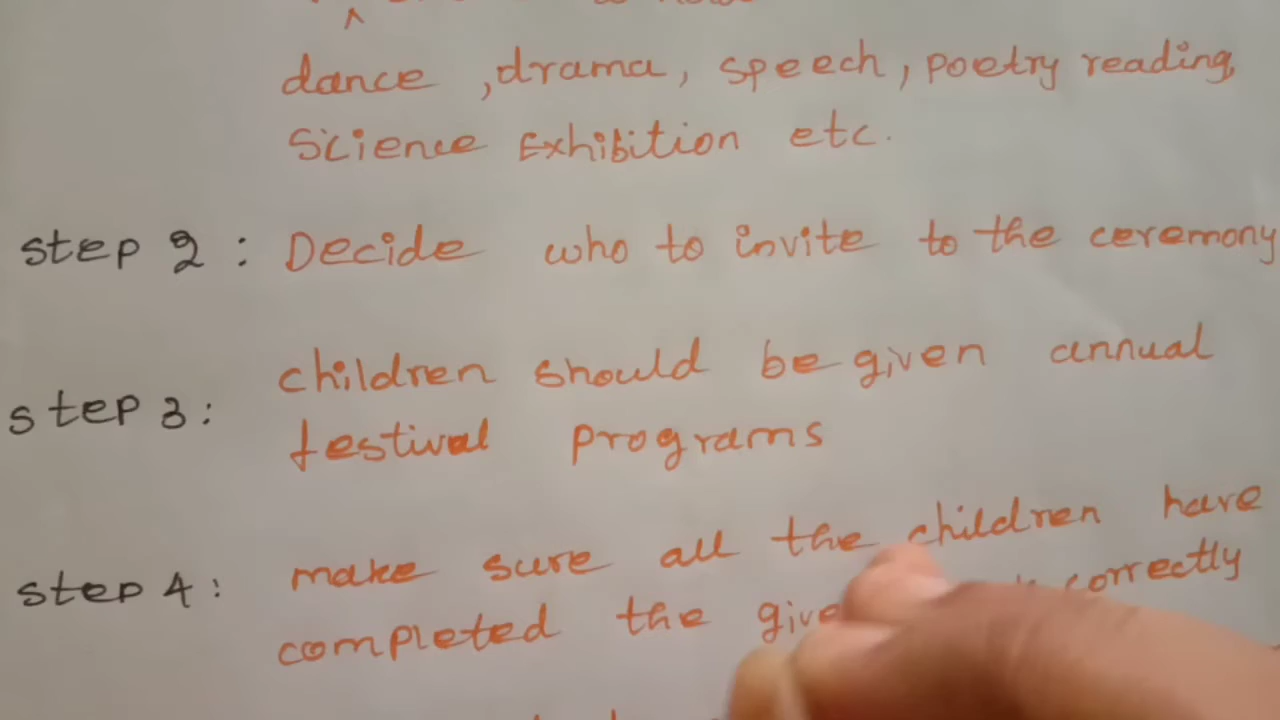 dance, drama, speech, poetry reading,
Science Exhibition etc.
step 2 : Decide who to invite to the ceremony
step 3 : children should be given annual
festival programs
step 4 : make sure all the children have
completed the correctly